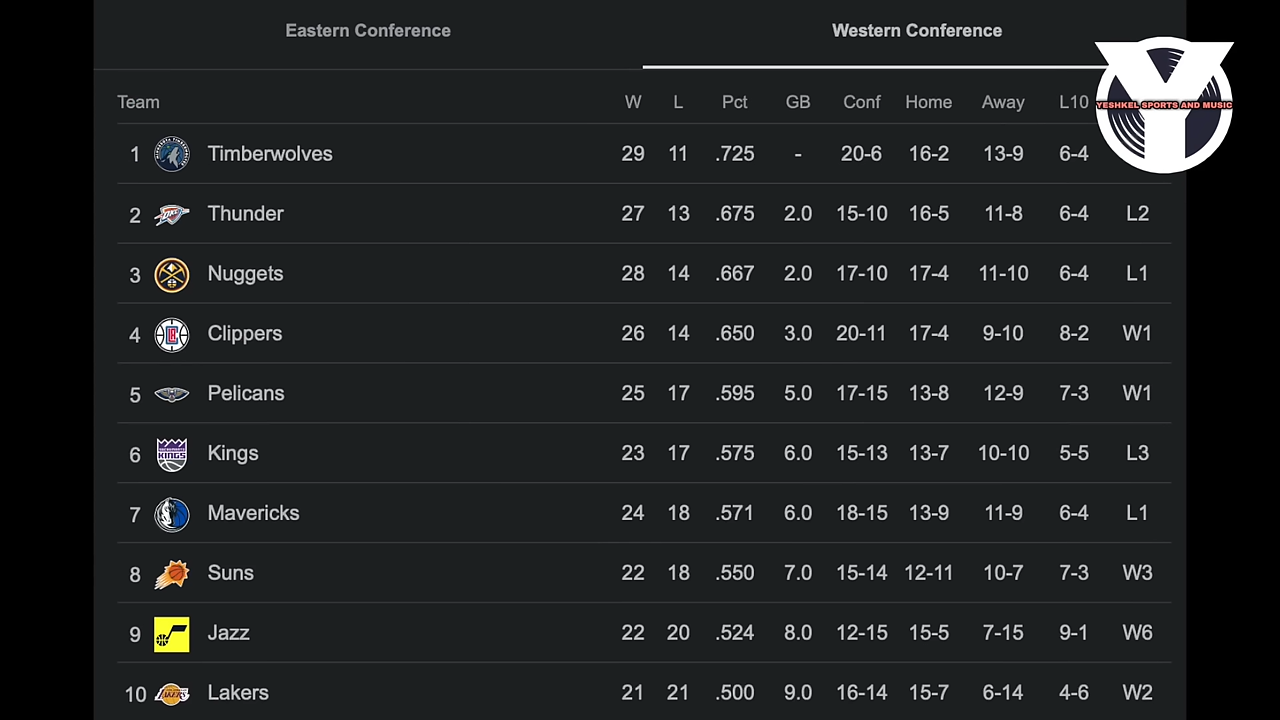 Eastern Conference Western Conference
YESHKEL SPORTS AND MUSIC
Team W L Pct GB Conf Home Away L10
1 Timberwolves 29 11 .725 - 20-6 16-2 13-9 6-4
2 Thunder 27 13 .675 2.0 15-10 16-5 11-8 6-4 L2
3 Nuggets 28 14 .667 2.0 17-10 17-4 11-10 6-4 L1
4 Clippers 26 14 .650 3.0 20-11 17-4 9-10 8-2 W1
5 Pelicans 25 17 .595 5.0 17-15 13-8 12-9 7-3 W1
6 KINGS Kings 23 17 .575 6.0 15-13 13-7 10-10 5-5 L3
7 Mavericks 24 18 .571 6.0 18-15 13-9 11-9 6-4 L1
8 Suns 22 18 .550 7.0 15-14 12-11 10-7 7-3 W3
9 Jazz 22 20 .524 8.0 12-15 15-5 7-15 9-1 W6
10 LAKERS Lakers 21 21 .500 9.0 16-14 15-7 6-14 4-6 W2